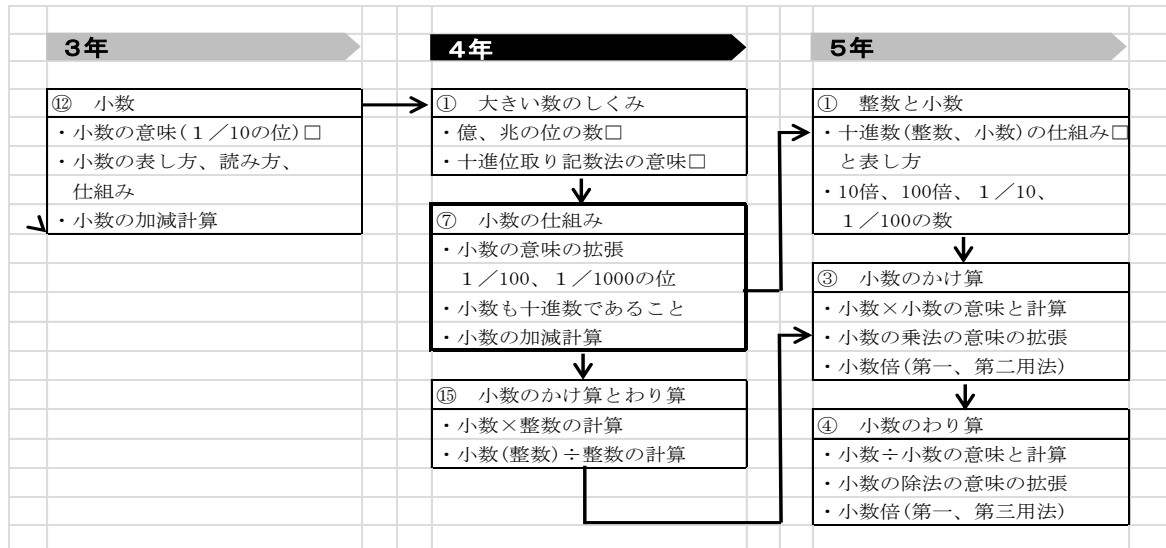 3年
⑫ 小数
・小数の意味(１／10の位)□
・小数の表し方、読み方、
仕組み
・小数の加減計算
4年
① 大きい数のしくみ
・億、兆の位の数□
・十進位取り記数法の意味□
⑦ 小数の仕組み
・小数の意味の拡張
１／100、１／1000の位
・小数も十進数であること
・小数の加減計算
⑮ 小数のかけ算とわり算
・小数×整数の計算
・小数(整数)÷整数の計算
5年
① 整数と小数
・十進数(整数、小数)の仕組み□
と表し方
・10倍、100倍、１／10、
１／100の数
③ 小数のかけ算
・小数×小数の意味と計算
・小数の乗法の意味の拡張
・小数倍(第一、第二用法)
④ 小数のわり算
・小数÷小数の意味と計算
・小数の除法の意味の拡張
・小数倍(第一、第三用法)